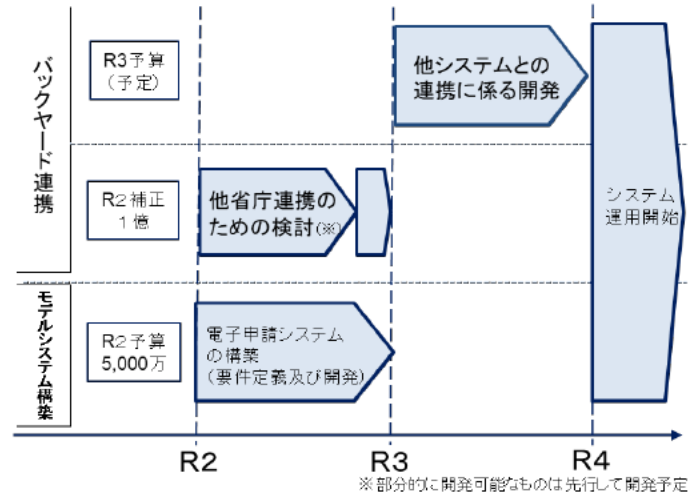 バックヤード連携
R3予算
（予定）
他システムとの
連携に係る開発
R2補正
1億
他省庁連携の
ための検討(※)
システム
運用開始
モデルシステム構築
R2予算
5,000万
電子申請システム
の構築
（要件定義及び開発）
R2
R3
R4
※部分的に開発可能なものは先行して開発予定